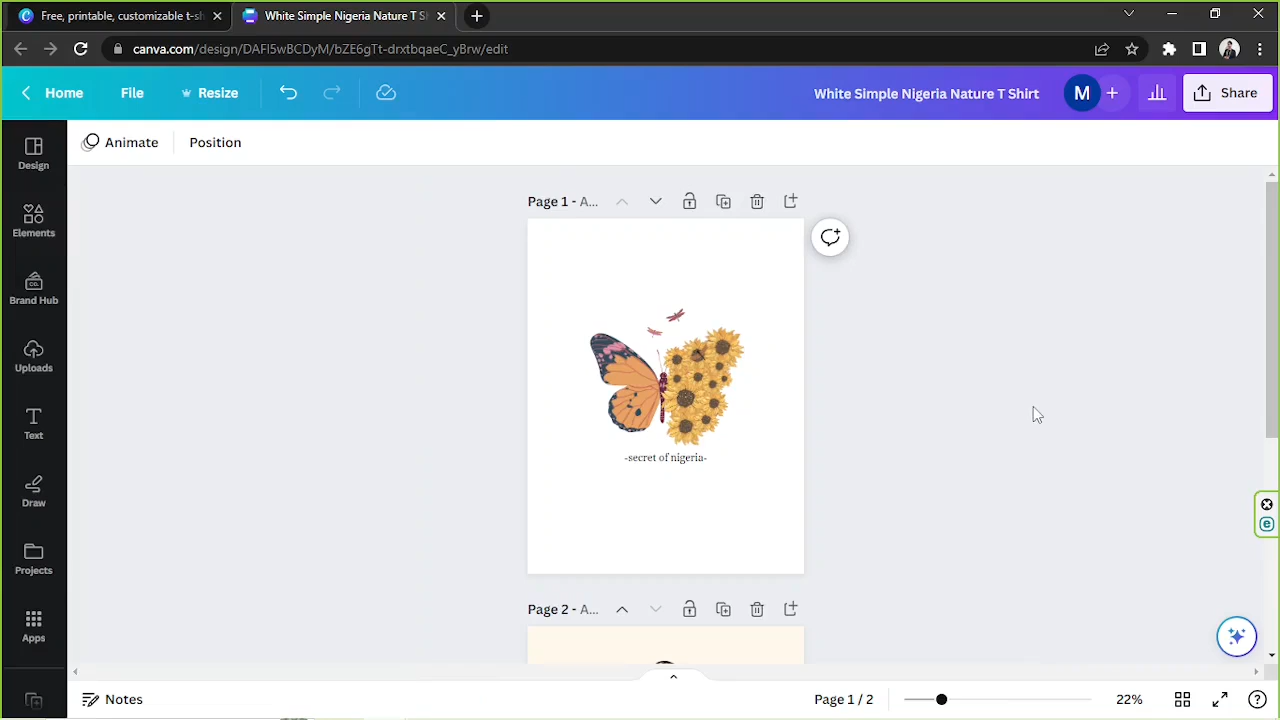 Free, printable, customizable t-sh
White Simple Nigeria Nature T Sh
canva.com/design/DAFI5wBCDyM/bZE6gTt-drxtbqaeC_yBrw/edit
Home
File
Resize
White Simple Nigeria Nature T Shirt
M
Share
Design
Animate
Position
Elements
Page 1 - A...
CO.
Brand Hub
Uploads
Text
-secret of nigeria-
Draw
Projects
Page 2 - A...
Apps
Notes
Page 1 / 2
22%